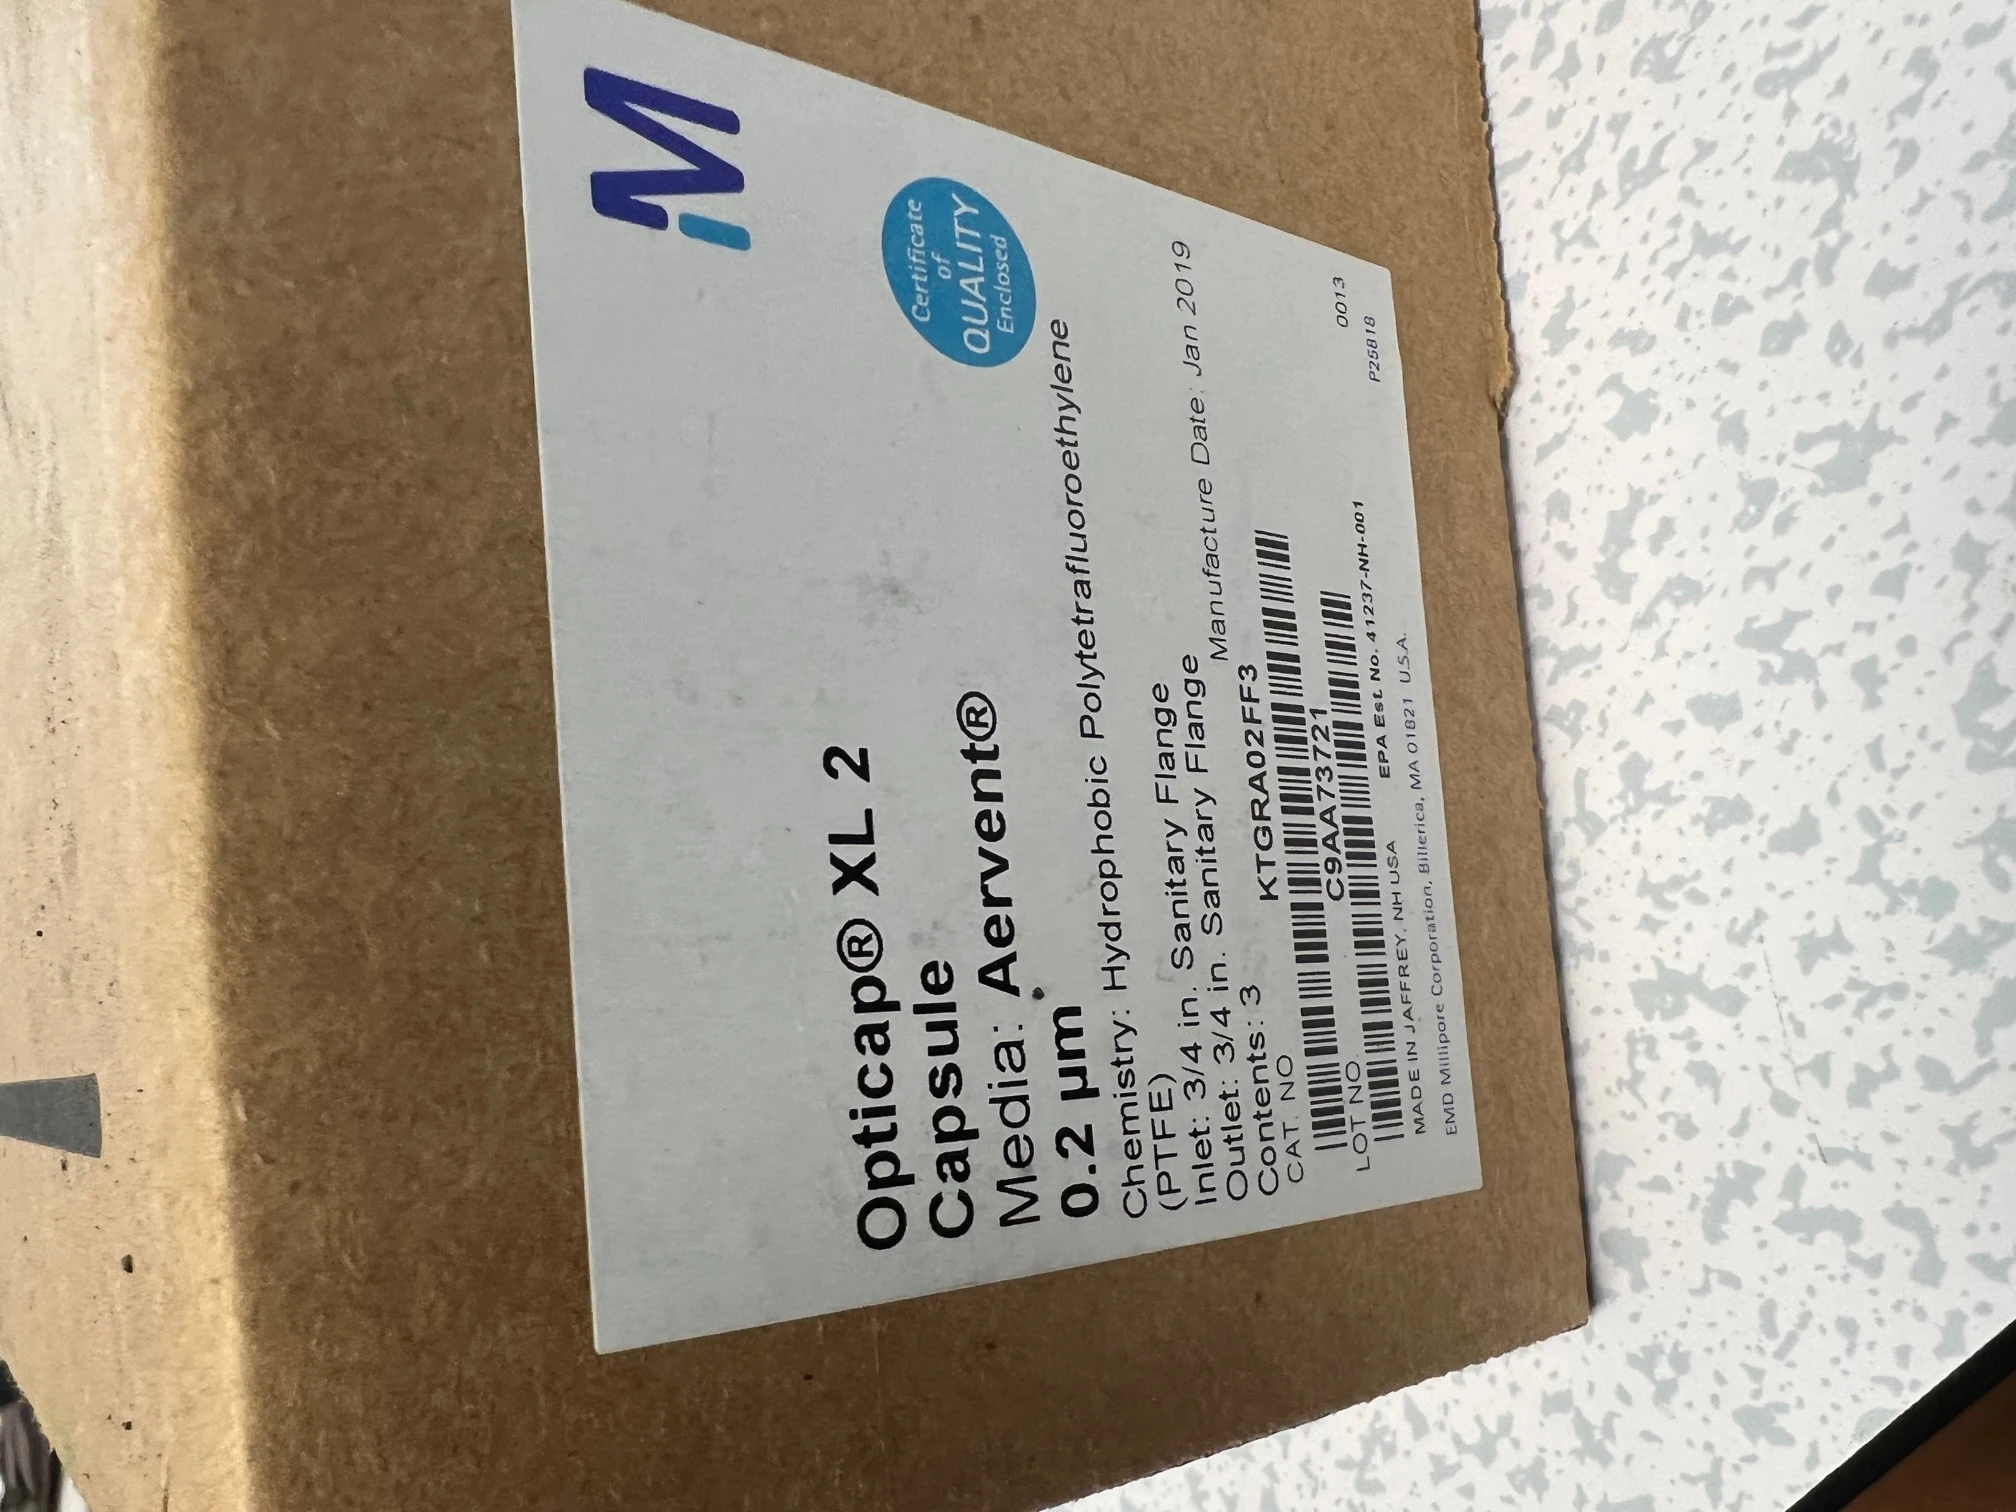 M
Certificate
of
QUALITY
Enclosed
Opticap® XL 2
Capsule
Media: Aervent®
0.2 µm
Chemistry: Hydrophobic Polytetrafluoroethylene
(PTFE)
Inlet: 3/4 in. Sanitary Flange
Outlet: 3/4 in. Sanitary Flange
Manufacture Date: Jan 2019
Contents: 3
CAT. NO
KTGRA02FF3
LOT NO.
C9AA73721
MADE IN JAFFREY, NH USA
EPA Est. No. 41237-NH-001
0013
EMD Millipore Corporation, Billerica, MA 01821 U.S.A.
P25818